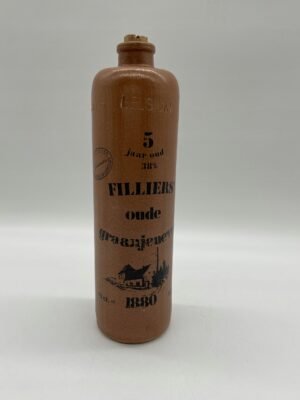 5
jaar oud
38%
FILLIERS
oude
graanjenever
1880